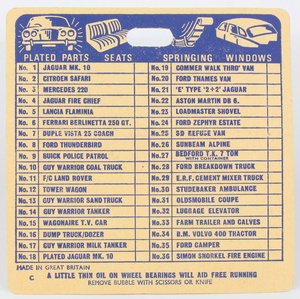 PLATED PARTS SEATS SPRINGING WINDOWS
No. 1 JAGUAR MK. 10
No. 2 CITROEN SAFARI
No. 3 MERCEDES 220
No. 4 JAGUAR FIRE CHIEF
No. 5 LANCIA FLAMINIA
No. 6 FERRARI BERLINETTA 250 GT.
No. 7 DUPLE VISTA 25 COACH
No. 8 FORD THUNDERBIRD
No. 9 BUICK POLICE PATROL
No. 10 GUY WARRIOR COAL TRUCK
No. 11 F/C LAND ROVER
No. 12 TOWER WAGON
No. 13 GUY WARRIOR SAND TRUCK
No. 14 GUY WARRIOR TANKER
No. 15 WAGONAIRE T.V. CAR
No. 16 DUMP TRUCK/DOZER
No. 17 GUY WARRIOR MILK TANKER
No. 18 PLATED JAGUAR MK. 10
No. 19 COMMER WALK THRO' VAN
No. 20 FORD THAMES VAN
No. 21 'E' TYPE '2+2' JAGUAR
No. 22 ASTON MARTIN DB 6.
No. 23 LOADMASTER SHOVEL
No. 24 FORD ZEPHYR ESTATE
No. 25 SD REFUSE VAN
No. 26 SUNBEAM ALPINE
No. 27 BEDFORD T.K. 7 TON
WITH CONTAINER
No. 28 FORD BREAKDOWN TRUCK
No. 29 E.R.F. CEMENT MIXER TRUCK
No. 30 STUDEBAKER AMBULANCE
No. 31 OLDSMOBILE COUPE
No. 32 LUGGAGE ELEVATOR
No. 33 FARM TRAILER AND CALVES
No. 34 B.M. VOLVO 400 TRACTOR
No. 35 FORD CAMPER
No. 36 SIMON SNORKEL FIRE ENGINE
MADE IN GREAT BRITAIN
C A LITTLE THIN OIL ON WHEEL BEARINGS WILL AID FREE RUNNING
REMOVE BUBBLE WITH SCISSORS OR KNIFE